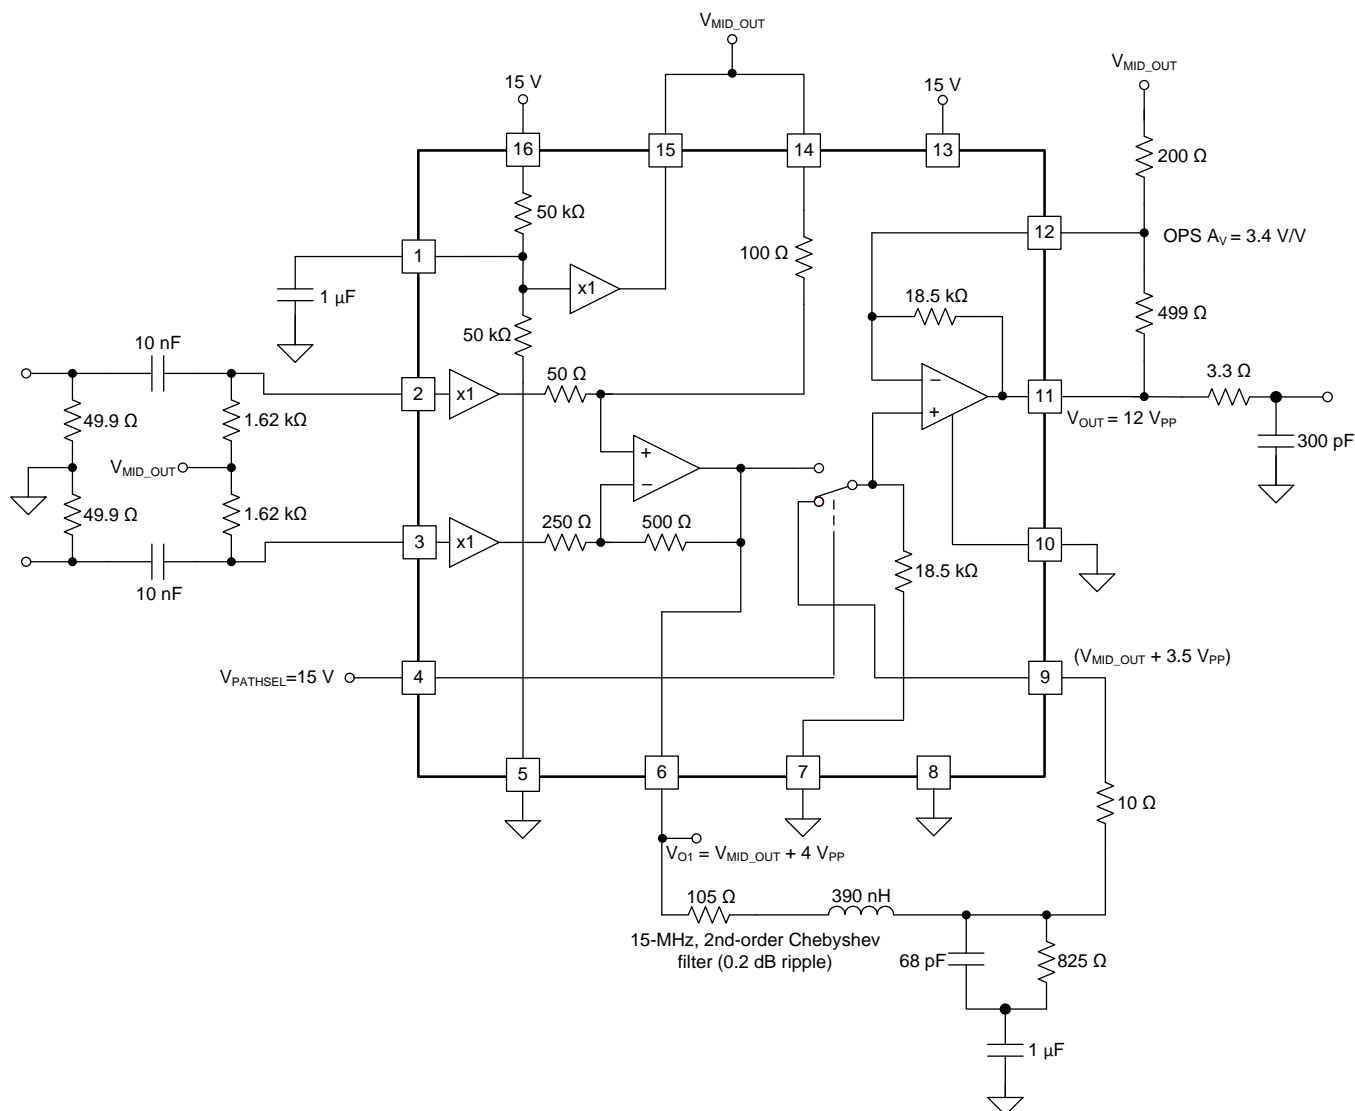 V_MID_OUT
V_MID_OUT
15 V
15 V
16
15
14
13
200 Ω
50 kΩ
12
OPS A_V = 3.4 V/V
1
100 Ω
x1
18.5 kΩ
1 µF
50 kΩ
499 Ω
10 nF
50 Ω
3.3 Ω
2
x1
−
+
11
49.9 Ω
1.62 kΩ
V_OUT = 12 V_PP
300 pF
V_MID_OUT
+
−
49.9 Ω
1.62 kΩ
250 Ω
500 Ω
3
x1
10
10 nF
18.5 kΩ
(V_MID_OUT + 3.5 V_PP)
V_PATHSEL=15 V
4
9
5
6
7
8
10 Ω
V_O1 = V_MID_OUT + 4 V_PP
105 Ω
390 nH
15-MHz, 2nd-order Chebyshev
filter (0.2 dB ripple)
68 pF
825 Ω
1 µF